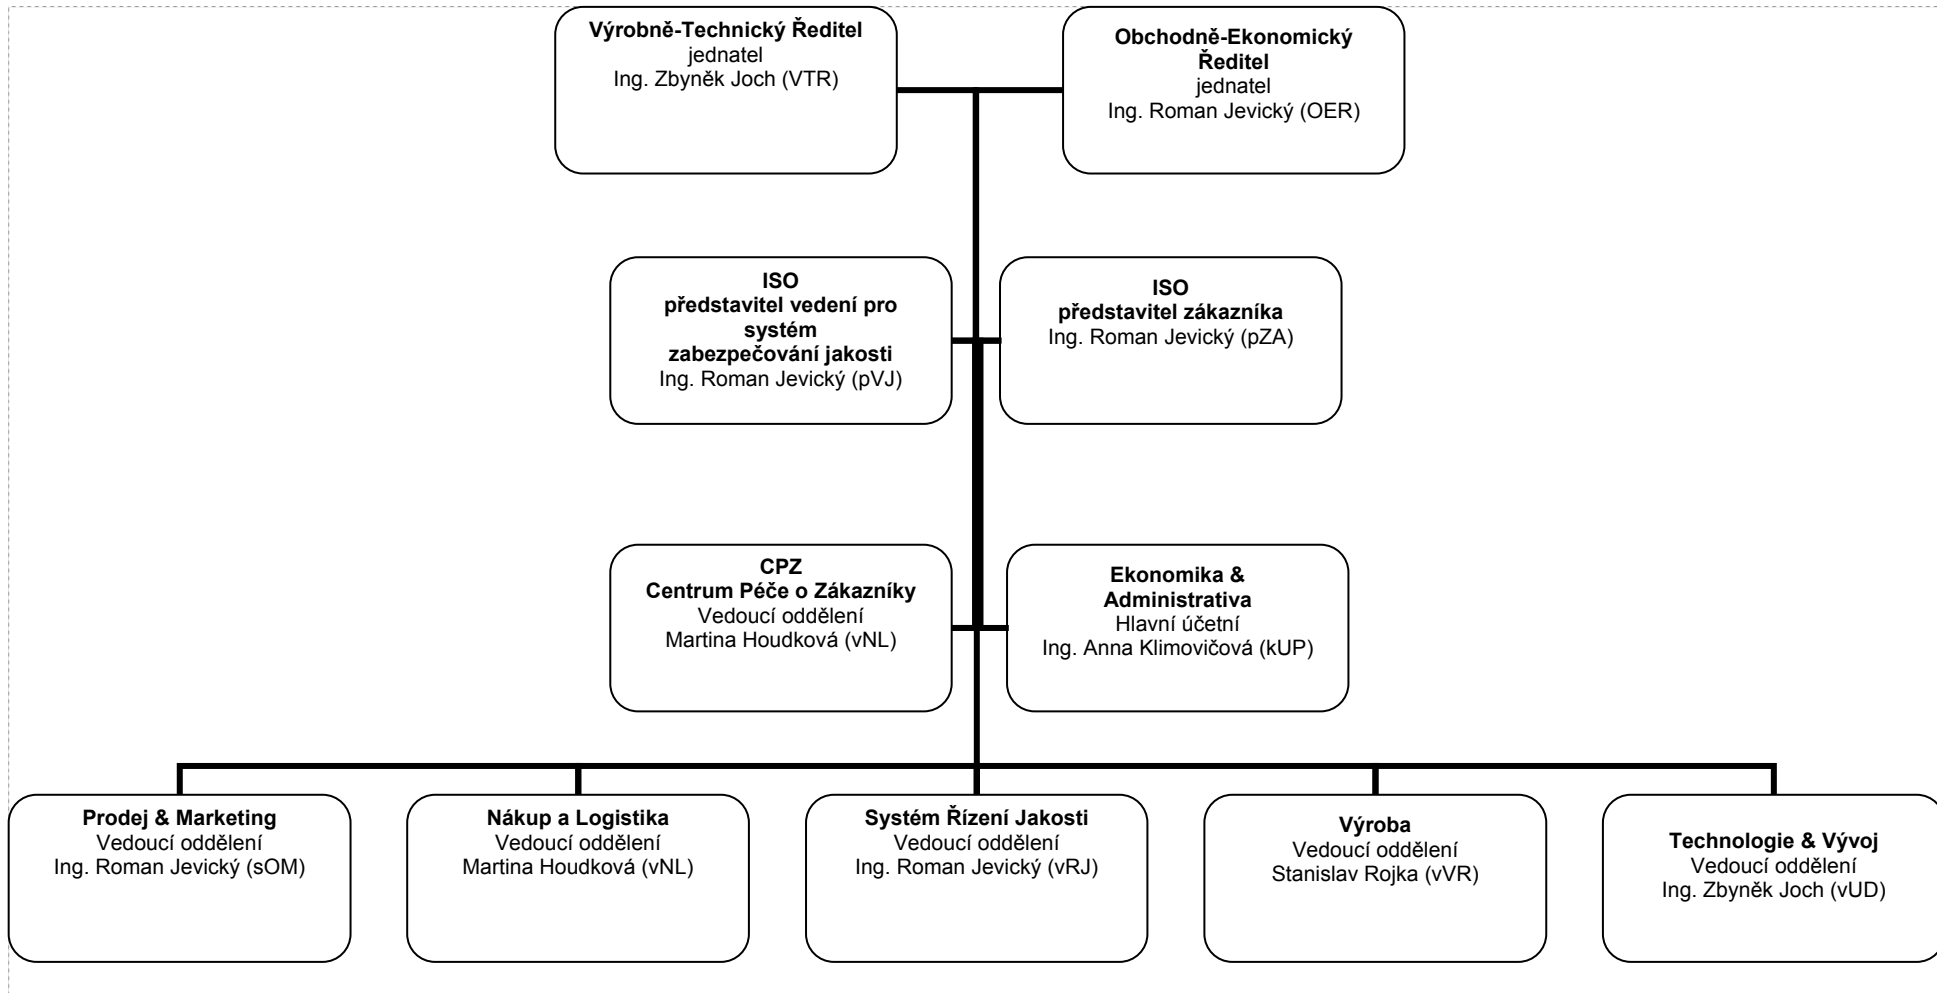 Výrobně-Technický Ředitel
jednatel
Ing. Zbyněk Joch (VTR)
Obchodně-Ekonomický
Ředitel
jednatel
Ing. Roman Jevický (OER)
ISO
představitel vedení pro
systém
zabezpečování jakosti
Ing. Roman Jevický (pVJ)
ISO
představitel zákazníka
Ing. Roman Jevický (pZA)
CPZ
Centrum Péče o Zákazníky
Vedoucí oddělení
Martina Houdková (vNL)
Ekonomika &
Administrativa
Hlavní účetní
Ing. Anna Klimovičová (kUP)
Prodej & Marketing
Vedoucí oddělení
Ing. Roman Jevický (sOM)
Nákup a Logistika
Vedoucí oddělení
Martina Houdková (vNL)
Systém Řízení Jakosti
Vedoucí oddělení
Ing. Roman Jevický (vRJ)
Výroba
Vedoucí oddělení
Stanislav Rojka (vVR)
Technologie & Vývoj
Vedoucí oddělení
Ing. Zbyněk Joch (vUD)